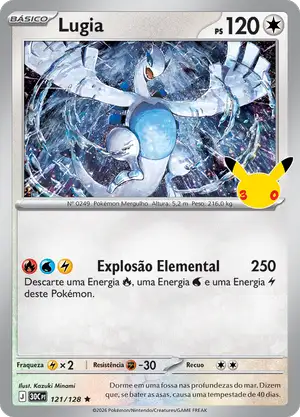 BÁSICO
Lugia
PS 120
30
Nº 0249. Pokémon Mergulho Altura: 5,2 m Peso: 216,0 kg
Explosão Elemental 250
Descarte uma Energia , uma Energia e uma Energia
deste Pokémon.
Fraqueza ×2 Resistência -30 Recuo
Ilust. Kazuki Minami
J 30C PT 121/128 ★
Dorme em uma fossa nas profundezas do mar. Dizem
que, se bater as asas, causa uma tempestade de 40 dias.
©2026 Pokémon/Nintendo/Creatures/GAME FREAK